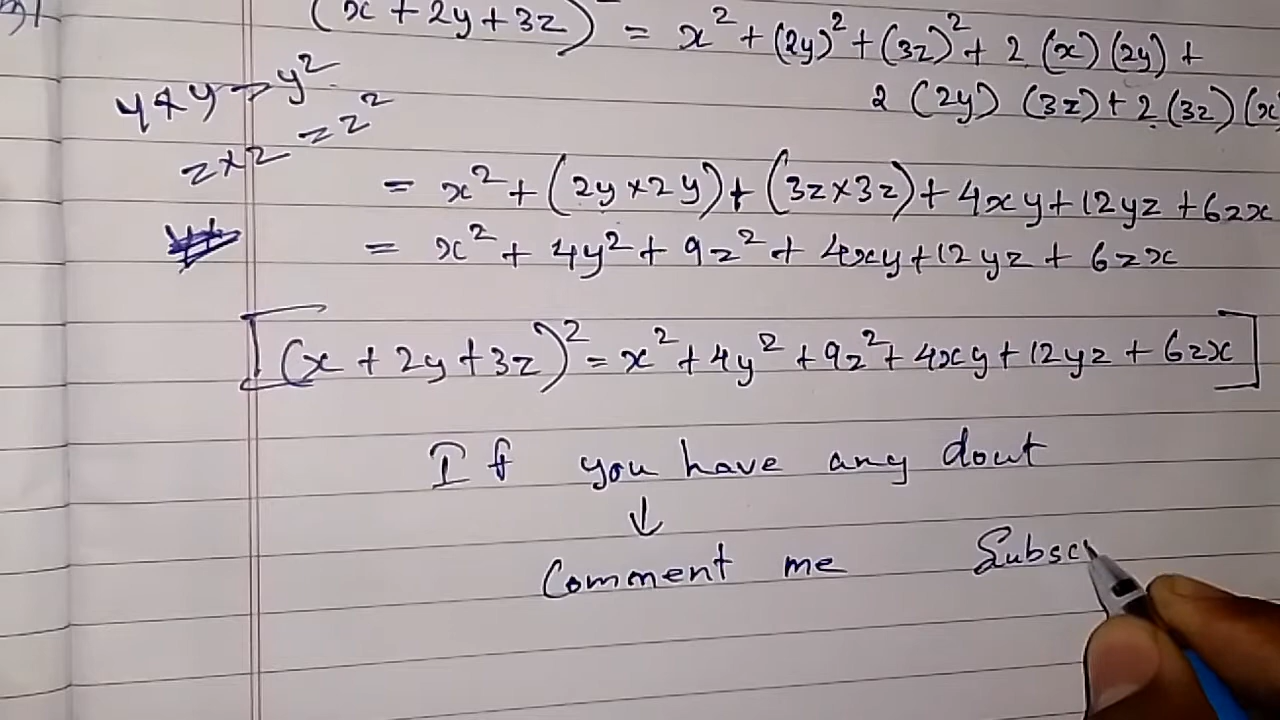 (x + 2y + 3z)² = x² + (2y)² + (3z)² + 2 (x) (2y) +
2 (2y) (3z) + 2 (3z) (x
y × y → y²
z × z = z²
= x² + (2y × 2y) + (3z × 3z) + 4xy + 12yz + 6zx
= x² + 4y² + 9z² + 4xy + 12yz + 6zx
[(x + 2y + 3z)² = x² + 4y² + 9z² + 4xy + 12yz + 6zx]
If you have any dout
↓
Comment me Subsc